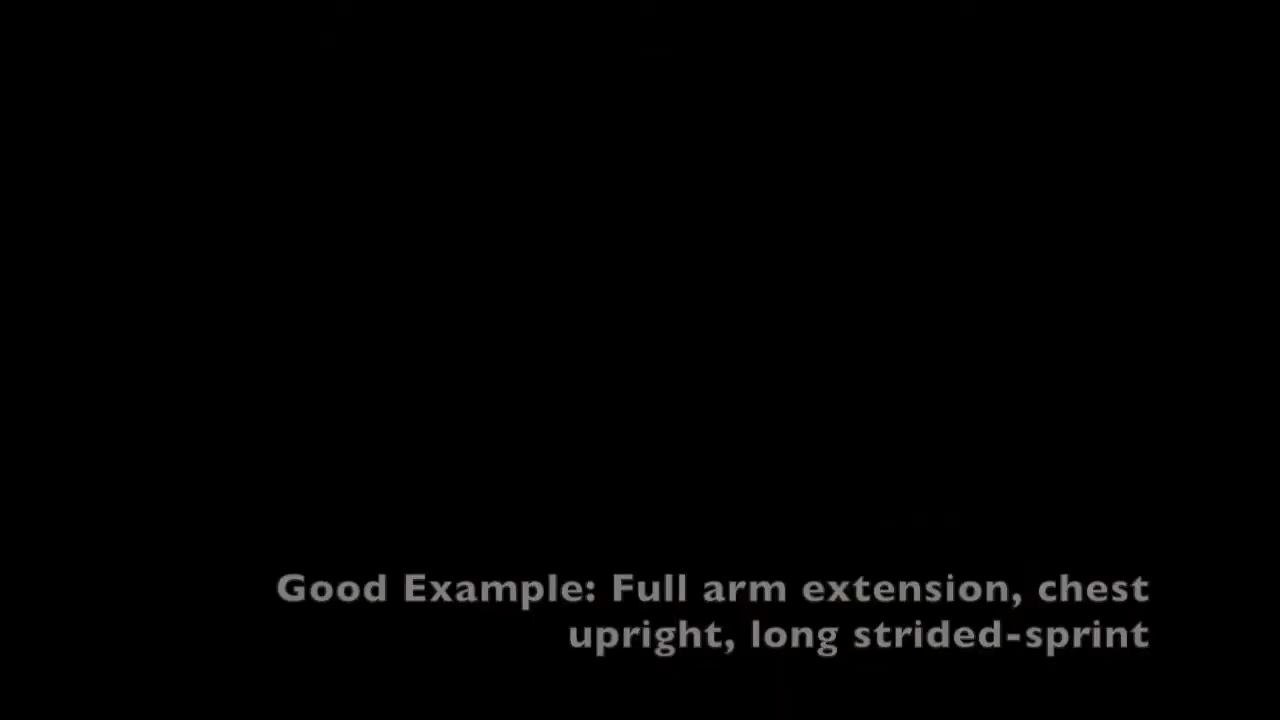 Good Example: Full arm extension, chest
upright, long strided-sprint